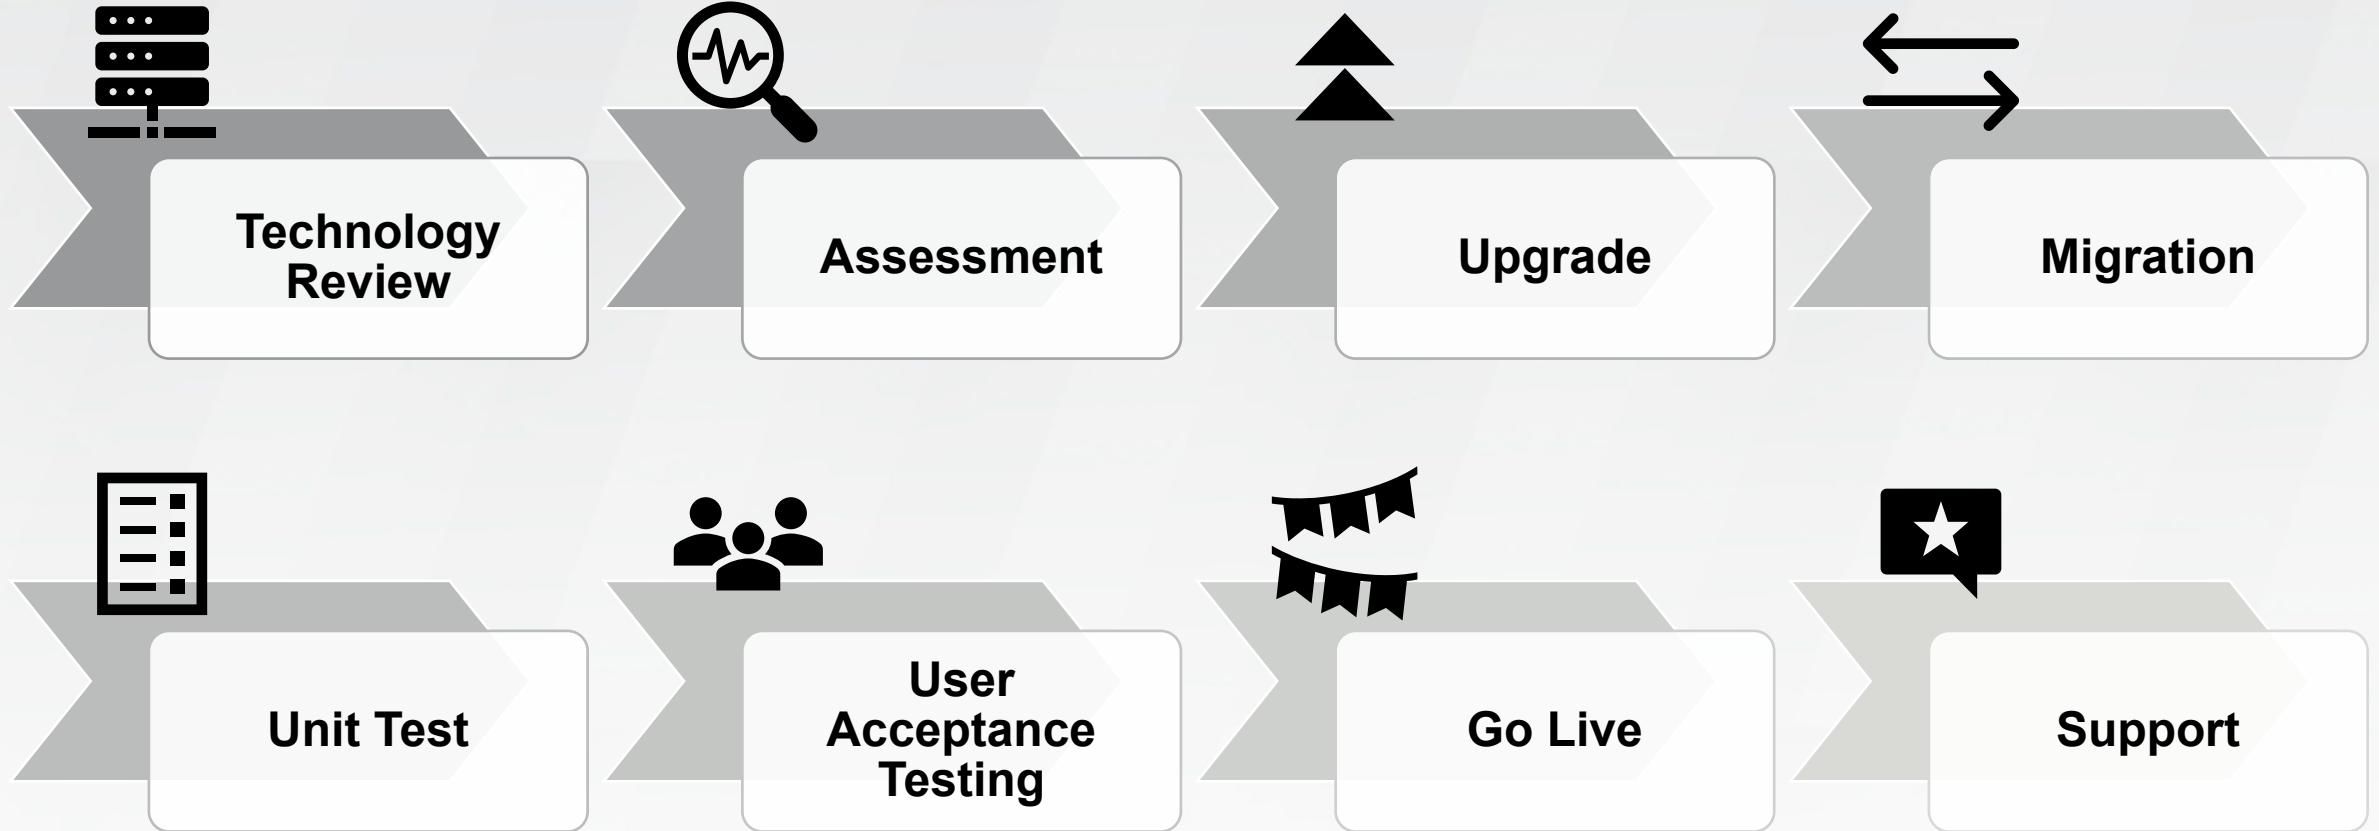 Technology
Review
Assessment
Upgrade
Migration
Unit Test
User
Acceptance
Testing
Go Live
Support